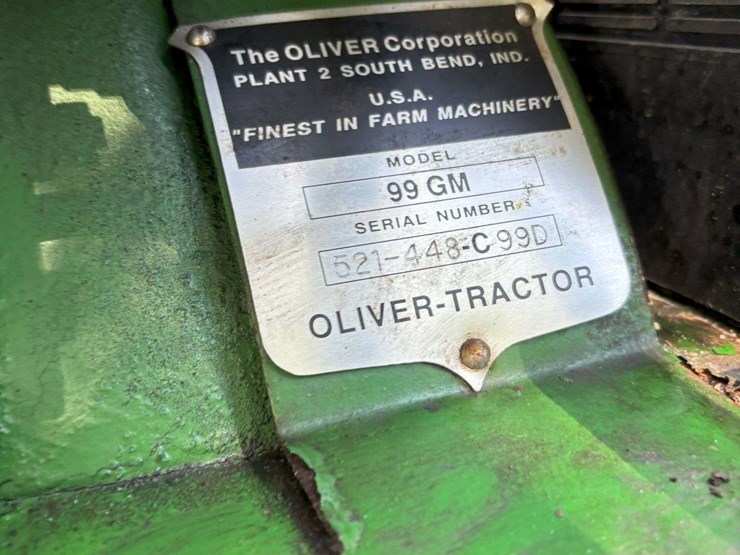 The OLIVER Corporation
PLANT 2 SOUTH BEND, IND.
U.S.A.
"FINEST IN FARM MACHINERY"
MODEL
99 GM
SERIAL NUMBER
521-448-C 99D
OLIVER-TRACTOR